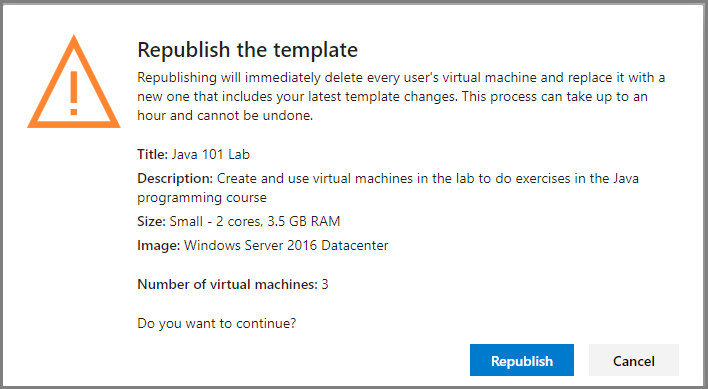 Republish the template
Republishing will immediately delete every user's virtual machine and replace it with a
new one that includes your latest template changes. This process can take up to an
hour and cannot be undone.
Title: Java 101 Lab
Description: Create and use virtual machines in the lab to do exercises in the Java
programming course
Size: Small - 2 cores, 3.5 GB RAM
Image: Windows Server 2016 Datacenter
Number of virtual machines: 3
Do you want to continue?
Republish
Cancel